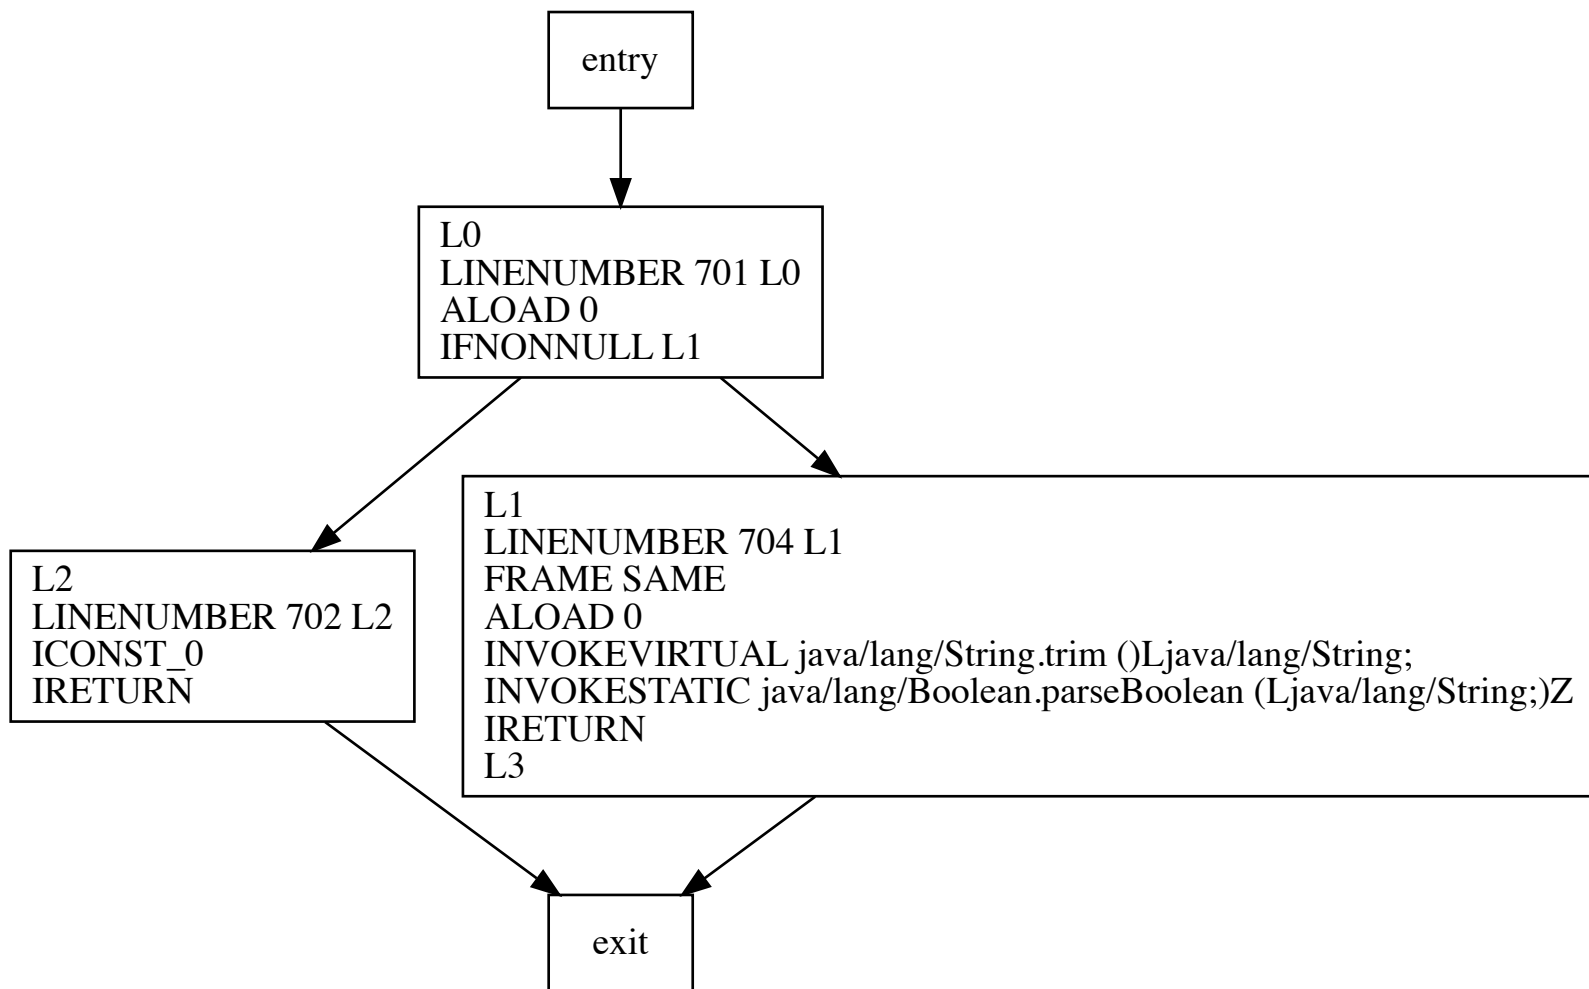 entry
L0
LINENUMBER 701 L0
ALOAD 0
IFNONNULL L1
L2
LINENUMBER 702 L2
ICONST_0
IRETURN
L1
LINENUMBER 704 L1
FRAME SAME
ALOAD 0
INVOKEVIRTUAL java/lang/String.trim ()Ljava/lang/String;
INVOKESTATIC java/lang/Boolean.parseBoolean (Ljava/lang/String;)Z
IRETURN
L3
exit